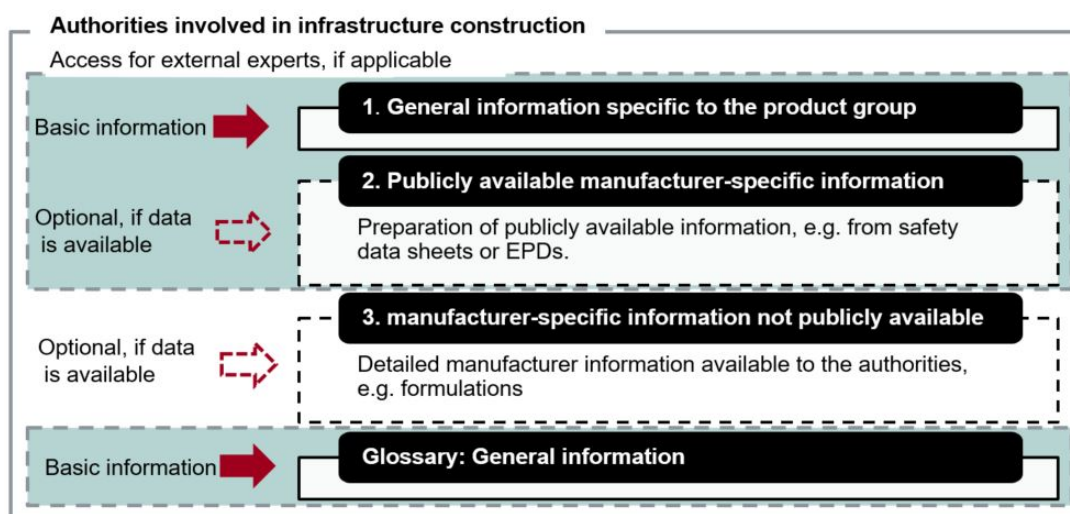 Authorities involved in infrastructure construction
Access for external experts, if applicable
Basic information
1. General information specific to the product group
2. Publicly available manufacturer-specific information
Optional, if data
is available
Preparation of publicly available information, e.g. from safety
data sheets or EPDs.
3. manufacturer-specific information not publicly available
Optional, if data
is available
Detailed manufacturer information available to the authorities,
e.g. formulations
Basic information
Glossary: General information